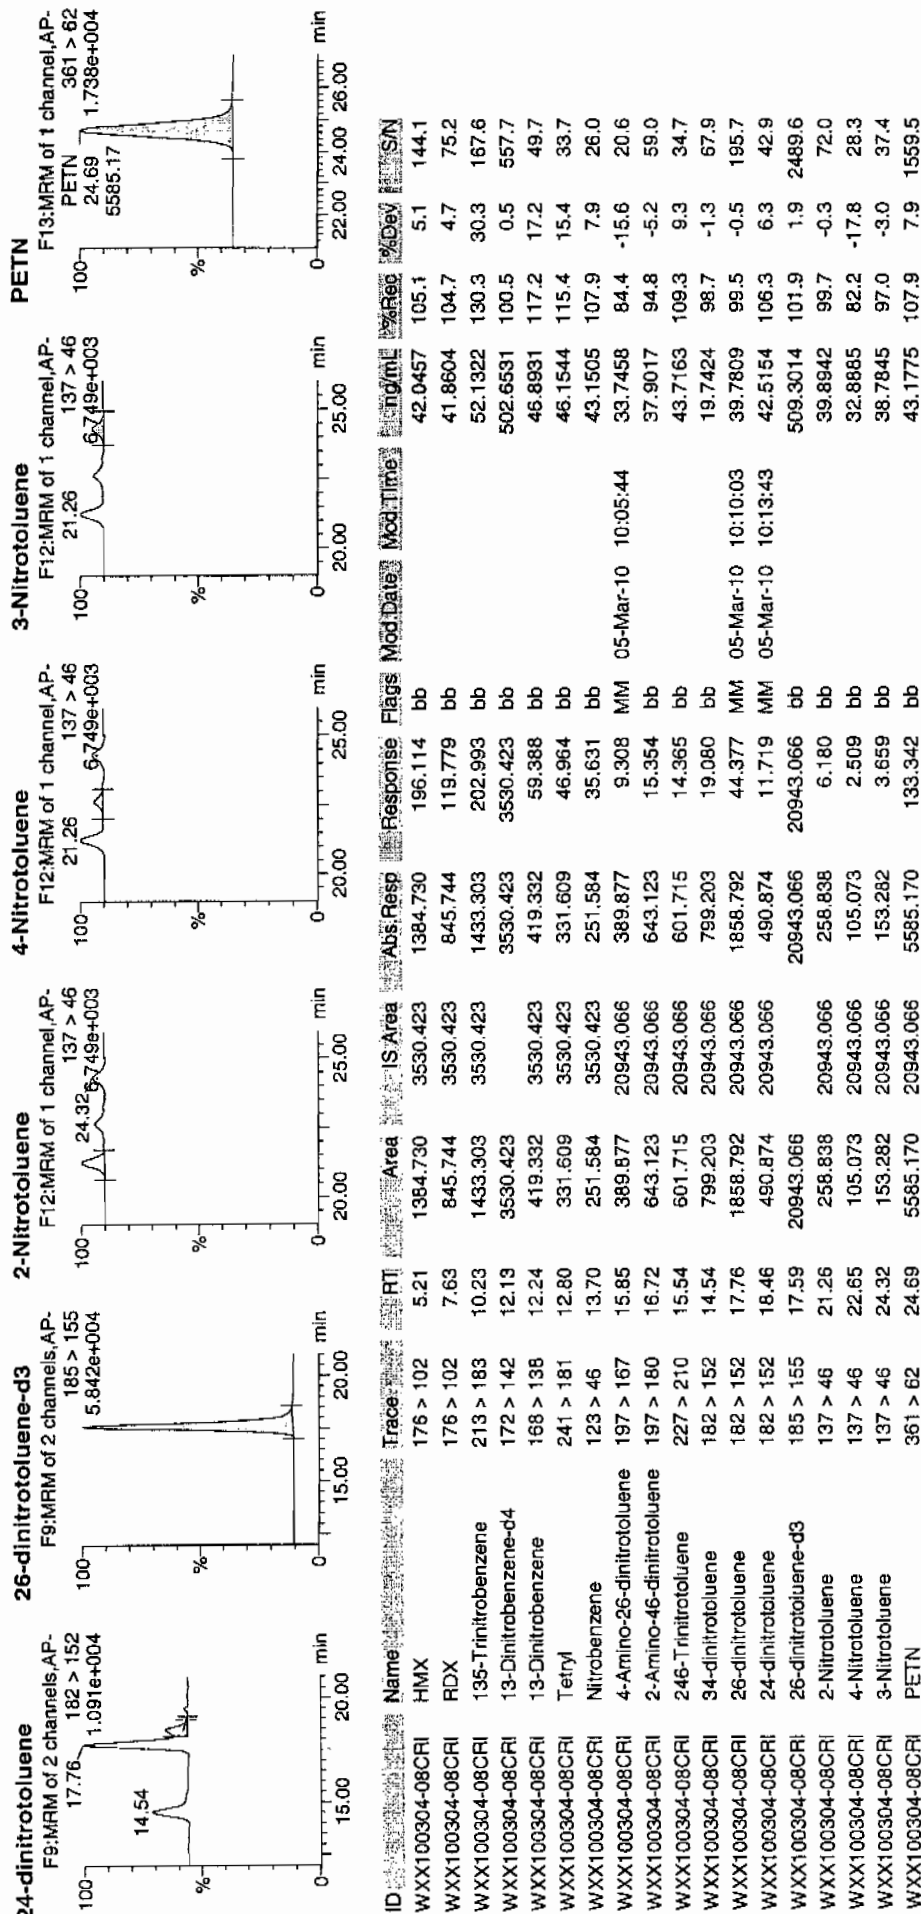 24-dinitrotoluene
F9:MRM of 2 channels,AP-
182 > 152
1.091e+004
17.76
14.54
100
%
0
15.00 20.00 min
26-dinitrotoluene-d3
F9:MRM of 2 channels,AP-
185 > 155
5.842e+004
100
%
0
15.00 20.00 min
2-Nitrotoluene
F12:MRM of 1 channel,AP-
137 > 46
6.749e+003
24.32
100
%
0
20.00 25.00 min
4-Nitrotoluene
F12:MRM of 1 channel,AP-
137 > 46
6.749e+003
21.26
100
%
0
20.00 25.00 min
3-Nitrotoluene
F12:MRM of 1 channel,AP-
137 > 46
6.749e+003
21.26
100
%
0
20.00 25.00 min
PETN
F13:MRM of 1 channel,AP-
PETN 361 > 62
24.69 1.738e+004
5585.17
100
%
0
22.00 24.00 26.00 min
ID Name Trace RT Area IS Area Abs.Resp Response Flags Mod.Date Mod.Time ng/mL %Rec %Dev S/N
WXX100304-08CRI HMX 176 > 102 5.21 1384.730 3530.423 1384.730 196.114 bb 42.0457 105.1 5.1 144.1
WXX100304-08CRI RDX 176 > 102 7.63 845.744 3530.423 845.744 119.779 bb 41.8604 104.7 4.7 75.2
WXX100304-08CRI 135-Trinitrobenzene 213 > 183 10.23 1433.303 3530.423 1433.303 202.993 bb 52.1322 130.3 30.3 167.6
WXX100304-08CRI 13-Dinitrobenzene-d4 172 > 142 12.13 3530.423 3530.423 3530.423 bb 502.6531 100.5 0.5 557.7
WXX100304-08CRI 13-Dinitrobenzene 168 > 138 12.24 419.332 3530.423 419.332 59.388 bb 46.8931 117.2 17.2 49.7
WXX100304-08CRI Tetryl 241 > 181 12.80 331.609 3530.423 331.609 46.964 bb 46.1544 115.4 15.4 33.7
WXX100304-08CRI Nitrobenzene 123 > 46 13.70 251.584 3530.423 251.584 35.631 bb 43.1505 107.9 7.9 26.0
WXX100304-08CRI 4-Amino-26-dinitrotoluene 197 > 167 15.85 389.877 20943.066 389.877 9.308 MM 05-Mar-10 10:05:44 33.7458 84.4 -15.6 20.6
WXX100304-08CRI 2-Amino-46-dinitrotoluene 197 > 180 16.72 643.123 20943.066 643.123 15.354 bb 37.9017 94.8 -5.2 59.0
WXX100304-08CRI 246-Trinitrotoluene 227 > 210 15.54 601.715 20943.066 601.715 14.365 bb 43.7163 109.3 9.3 34.7
WXX100304-08CRI 34-dinitrotoluene 182 > 152 14.54 799.203 20943.066 799.203 19.080 bb 19.7424 98.7 -1.3 67.9
WXX100304-08CRI 26-dinitrotoluene 182 > 152 17.76 1858.792 20943.066 1858.792 44.377 MM 05-Mar-10 10:10:03 39.7809 99.5 -0.5 195.7
WXX100304-08CRI 24-dinitrotoluene 182 > 152 18.46 490.874 20943.066 490.874 11.719 MM 05-Mar-10 10:13:43 42.5154 106.3 6.3 42.9
WXX100304-08CRI 26-dinitrotoluene-d3 185 > 155 17.59 20943.066 20943.066 20943.066 bb 509.3014 101.9 1.9 2489.6
WXX100304-08CRI 2-Nitrotoluene 137 > 46 21.26 258.838 20943.066 258.838 6.180 bb 39.8842 99.7 -0.3 72.0
WXX100304-08CRI 4-Nitrotoluene 137 > 46 22.65 105.073 20943.066 105.073 2.509 bb 32.8885 82.2 -17.8 28.3
WXX100304-08CRI 3-Nitrotoluene 137 > 46 24.32 153.282 20943.066 153.282 3.659 bb 38.7845 97.0 -3.0 37.4
WXX100304-08CRI PETN 361 > 62 24.69 5585.170 20943.066 5585.170 133.342 bb 43.1775 107.9 7.9 1559.5